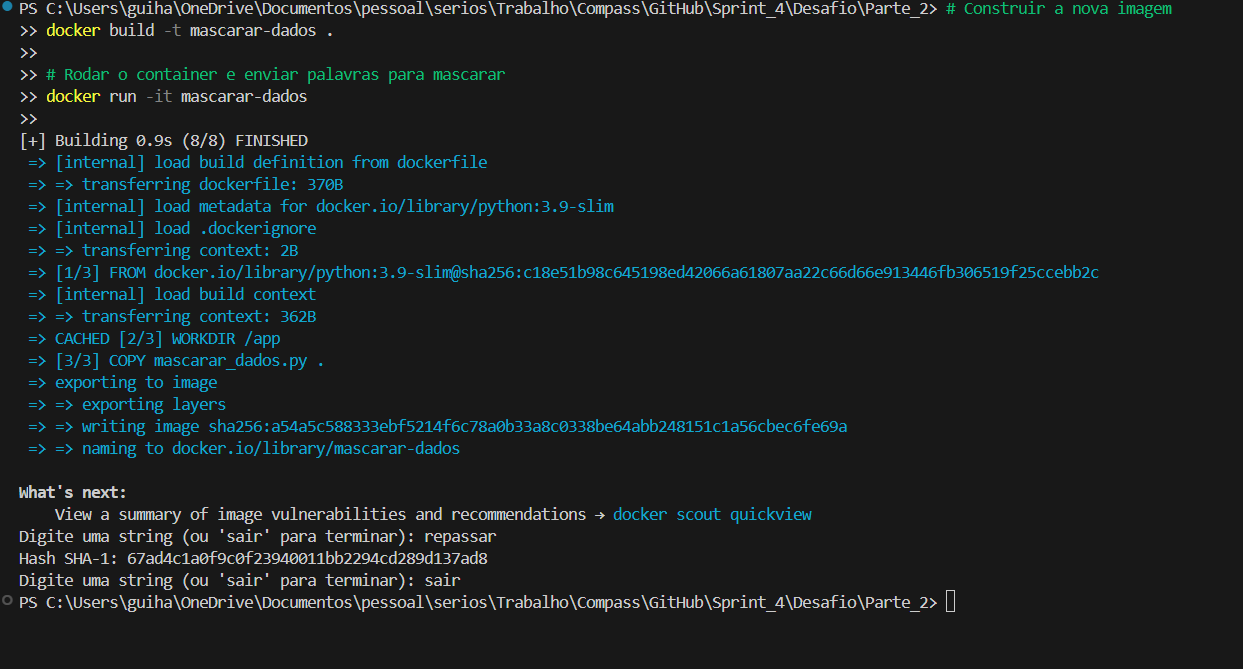 PS C:\Users\guiha\OneDrive\Documentos\pessoal\serios\Trabalho\Compass\GitHub\Sprint_4\Desafio\Parte_2> # Construir a nova imagem
>> docker build -t mascarar-dados .
>>
>> # Rodar o container e enviar palavras para mascarar
>> docker run -it mascarar-dados
>>
[+] Building 0.9s (8/8) FINISHED
=> [internal] load build definition from dockerfile
=> => transferring dockerfile: 370B
=> [internal] load metadata for docker.io/library/python:3.9-slim
=> [internal] load .dockerignore
=> => transferring context: 2B
=> [1/3] FROM docker.io/library/python:3.9-slim@sha256:c18e51b98c645198ed42066a61807aa22c66d66e913446fb306519f25ccebb2c
=> [internal] load build context
=> => transferring context: 362B
=> CACHED [2/3] WORKDIR /app
=> [3/3] COPY mascarar_dados.py .
=> exporting to image
=> => exporting layers
=> => writing image sha256:a54a5c588333ebf5214f6c78a0b33a8c0338be64abb248151c1a56cbec6fe69a
=> => naming to docker.io/library/mascarar-dados
What's next:
View a summary of image vulnerabilities and recommendations → docker scout quickview
Digite uma string (ou 'sair' para terminar): repassar
Hash SHA-1: 67ad4c1a0f9c0f23940011bb2294cd289d137ad8
Digite uma string (ou 'sair' para terminar): sair
PS C:\Users\guiha\OneDrive\Documentos\pessoal\serios\Trabalho\Compass\GitHub\Sprint_4\Desafio\Parte_2>